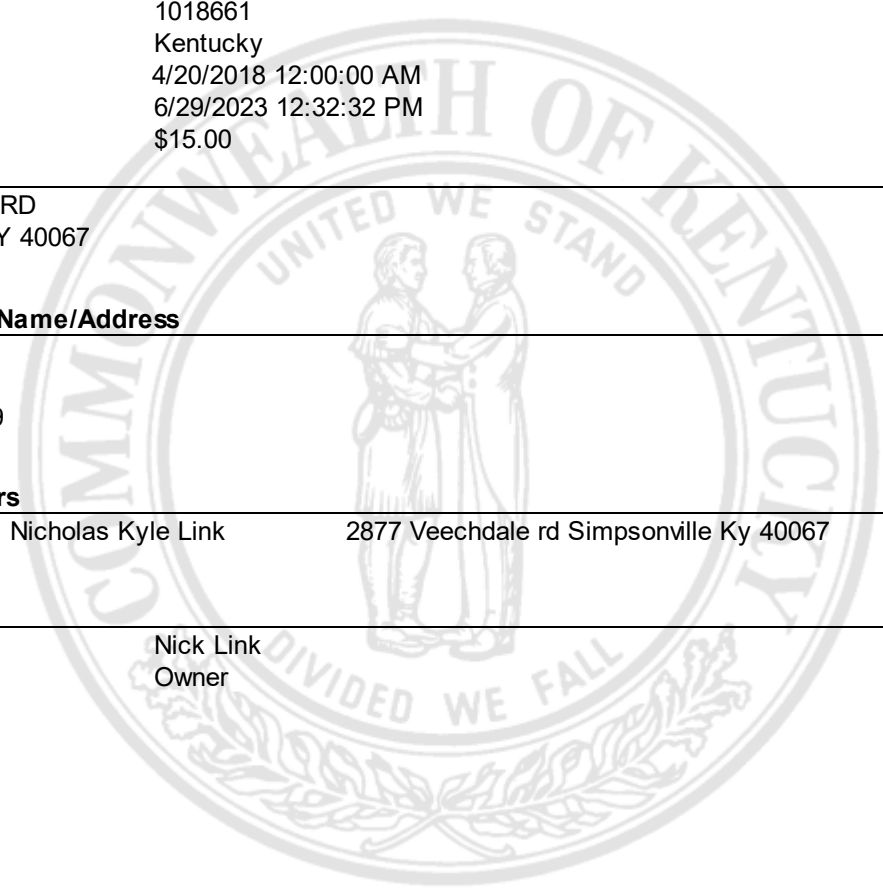 1018661
Kentucky
4/20/2018 12:00:00 AM
6/29/2023 12:32:32 PM
$15.00
RD
Y 40067
Name/Address
9
rs
Nicholas Kyle Link 2877 Veechdale rd Simpsonville Ky 40067
Nick Link
Owner
COMMONWEALTH OF KENTUCKY
UNITED WE STAND
DIVIDED WE FALL